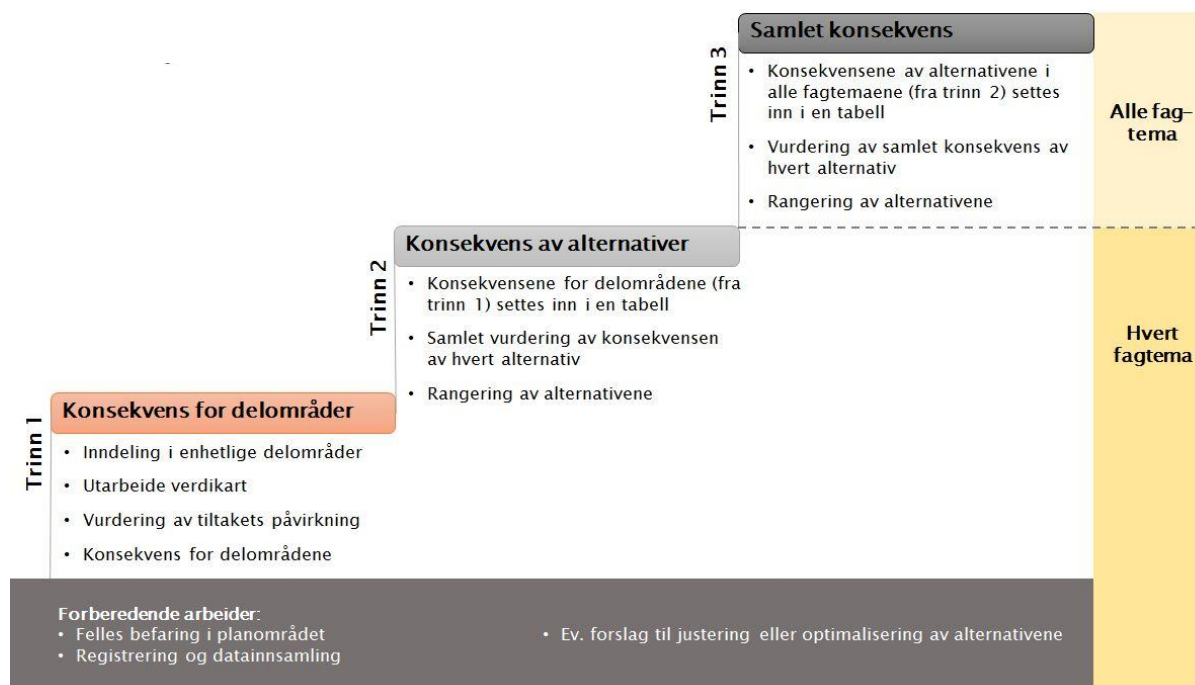 Trinn 3
Samlet konsekvens
• Konsekvensene av alternativene i
alle fagtemaene (fra trinn 2) settes
inn i en tabell
• Vurdering av samlet konsekvens av
hvert alternativ
• Rangering av alternativene
Alle fag-
tema
Trinn 2
Konsekvens av alternativer
• Konsekvensene for delområdene (fra
trinn 1) settes inn i en tabell
• Samlet vurdering av konsekvensen
av hvert alternativ
• Rangering av alternativene
Hvert
fagtema
Trinn 1
Konsekvens for delområder
• Inndeling i enhetlige delområder
• Utarbeide verdikart
• Vurdering av tiltakets påvirkning
• Konsekvens for delområdene
Forberedende arbeider:
• Felles befaring i planområdet
• Registrering og datainnsamling
• Ev. forslag til justering eller optimalisering av alternativene